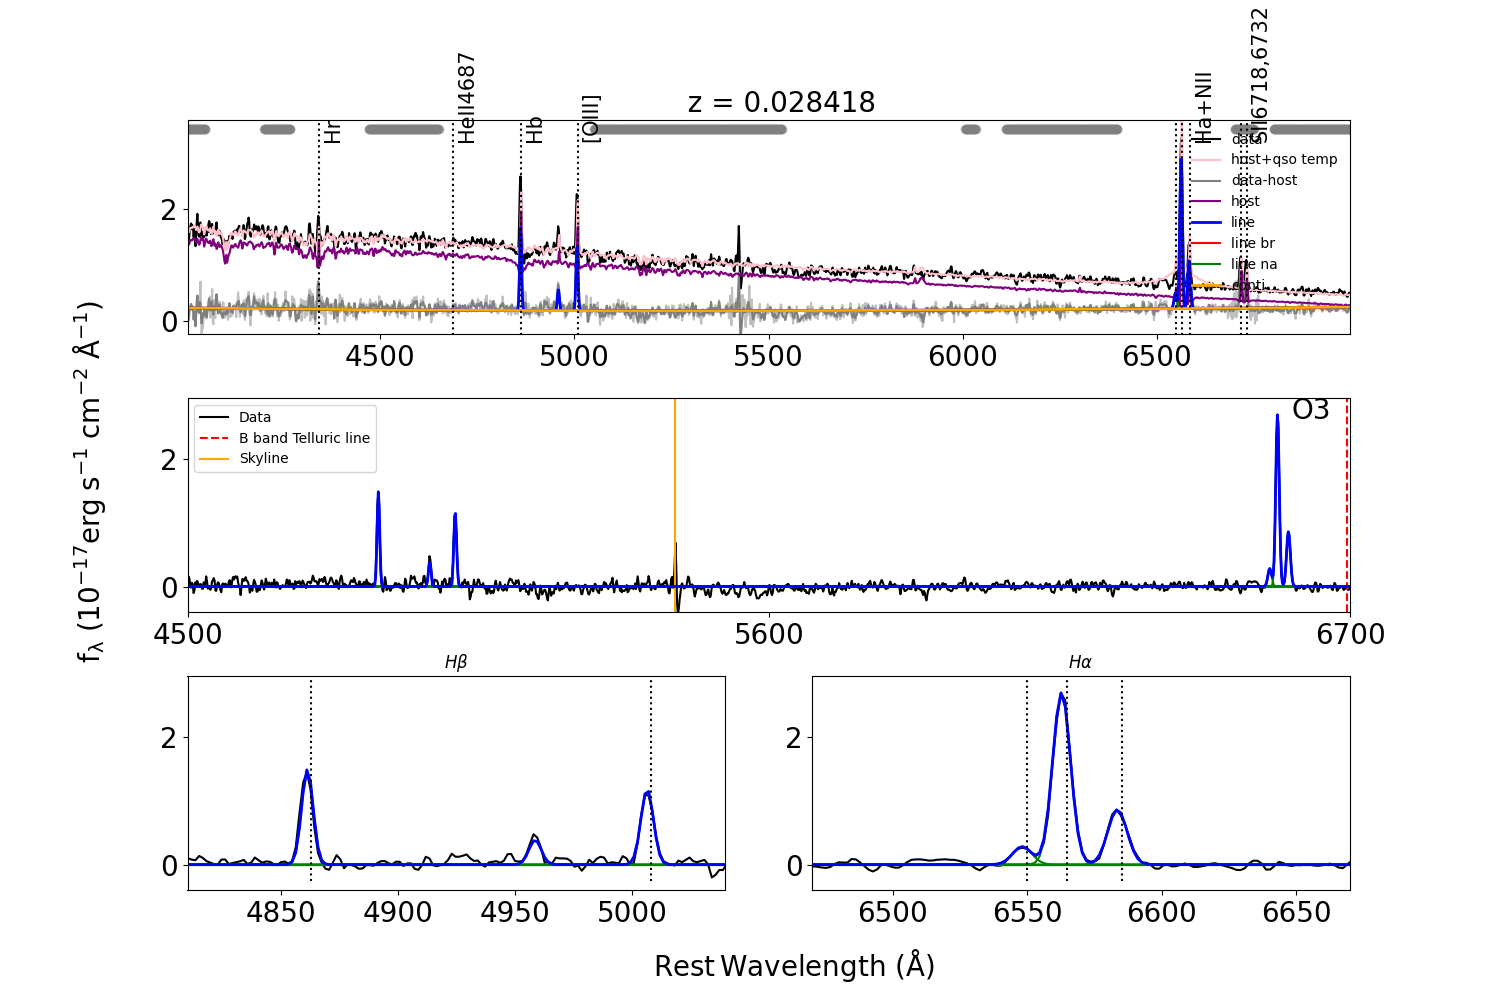 z = 0.028418
Hr
HeII4687
Hb
[OIII]
Ha+NII
SII6718,6732
data
host+qso temp
data-host
host
line
line br
line na
conti
2
0
4500
5000
5500
6000
6500
Data
B band Telluric line
Skyline
O3
2
0
4500
5600
6700
fλ (10⁻¹⁷erg s⁻¹ cm⁻² Å⁻¹)
Hβ
2
0
4850
4900
4950
5000
Hα
2
0
6500
6550
6600
6650
Rest Wavelength (Å)